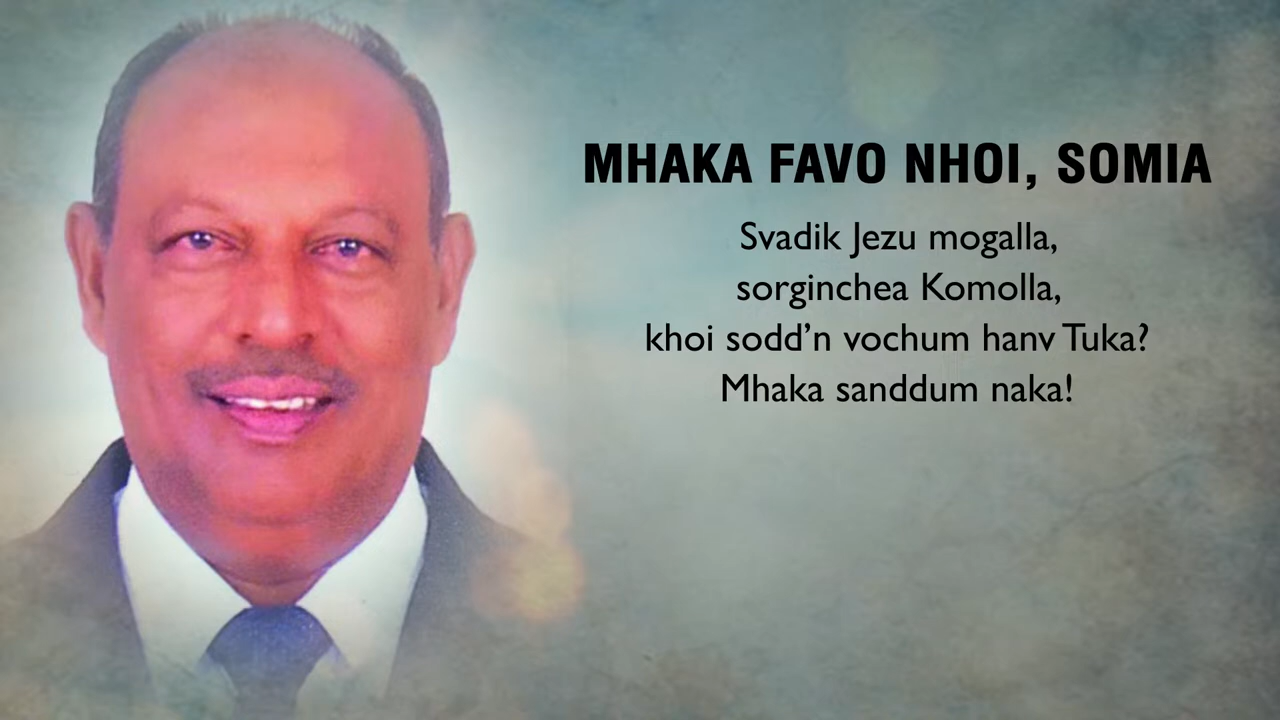 MHAKA FAVO NHOI, SOMIA
Svadik Jezu mogalla,
sorginchea Komolla,
khoi sodd’n vochum hanv Tuka?
Mhaka sanddum naka!